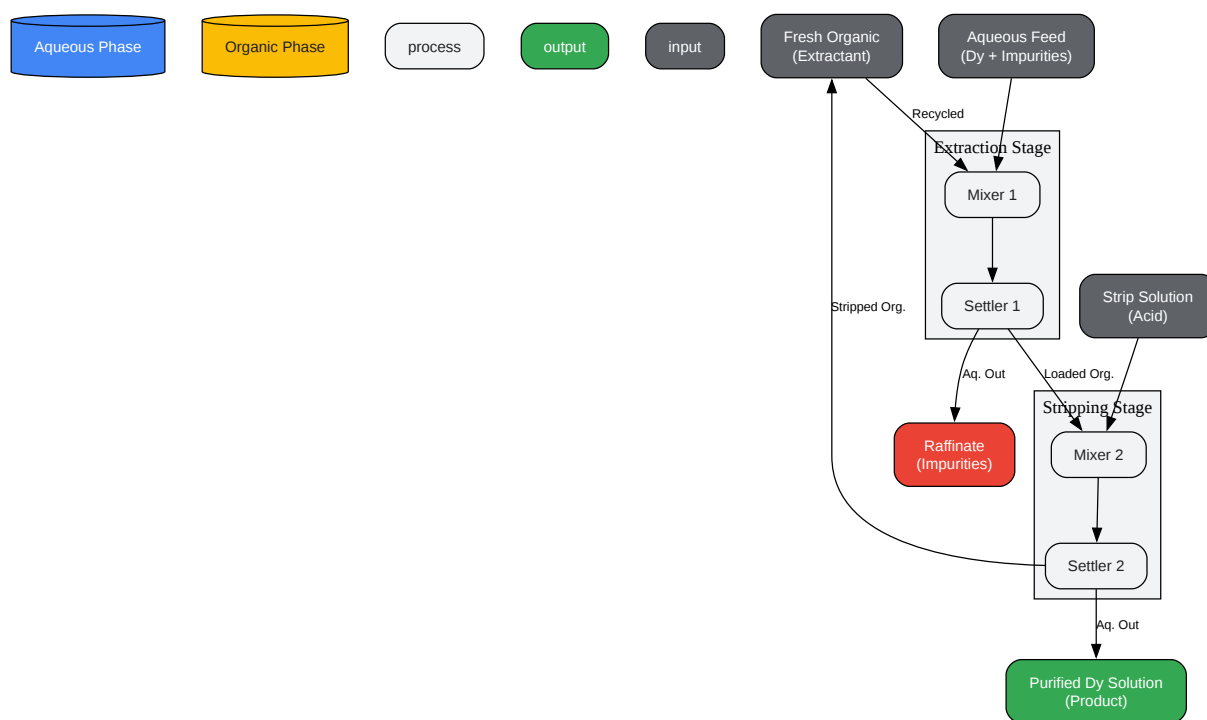 Aqueous Phase
Organic Phase
process
output
input
Fresh Organic
(Extractant)
Aqueous Feed
(Dy + Impurities)
Recycled
Extraction Stage
Mixer 1
Settler 1
Stripped Org.
Strip Solution
(Acid)
Aq. Out
Loaded Org.
Stripping Stage
Raffinate
(Impurities)
Mixer 2
Settler 2
Aq. Out
Purified Dy Solution
(Product)